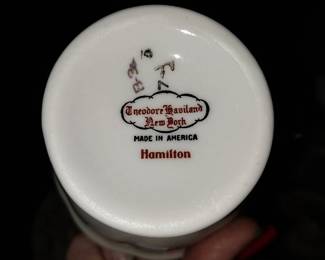 Theodore Haviland
New York
MADE IN AMERICA
Hamilton